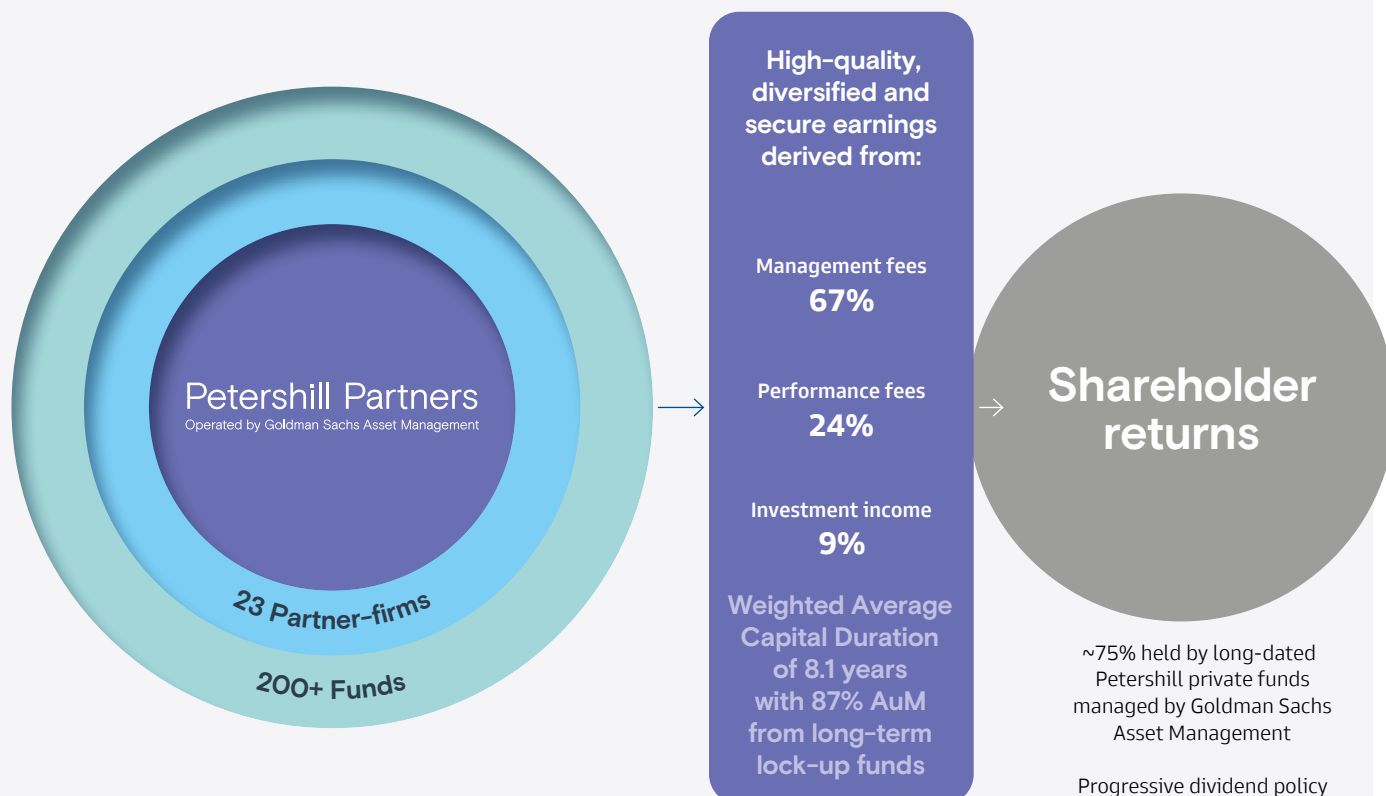 Petershill Partners
Operated by Goldman Sachs Asset Management
23 Partner-firms
200+ Funds
High-quality,
diversified and
secure earnings
derived from:
Management fees
67%
Performance fees
24%
Investment income
9%
Weighted Average
Capital Duration
of 8.1 years
with 87% AuM
from long-term
lock-up funds
Shareholder
returns
~75% held by long-dated
Petershill private funds
managed by Goldman Sachs
Asset Management
Progressive dividend policy